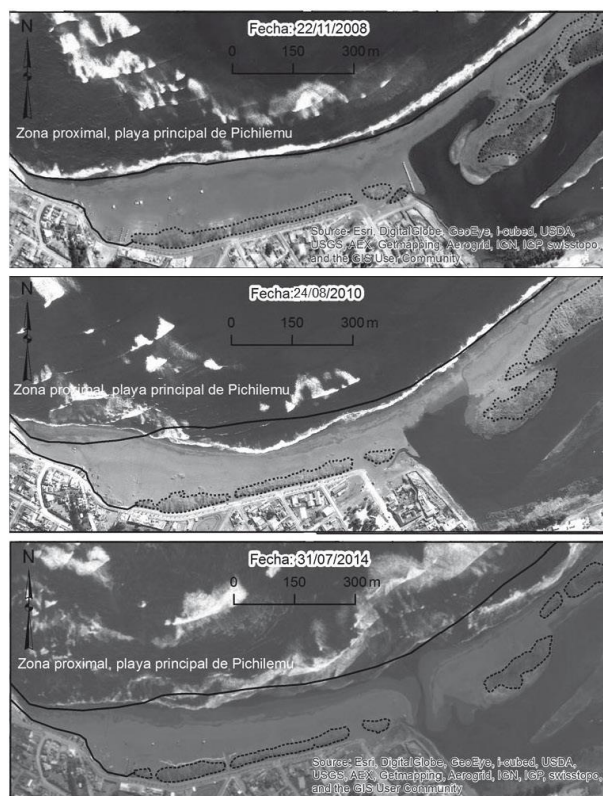 Fecha: 22/11/2008
N
0 150 300 m
Zona proximal, playa principal de Pichilemu
Source: Esri, DigitalGlobe, GeoEye, i-cubed, USDA,
USGS, AEX, Getmapping, Aerogrid, IGN, IGP, swisstopo,
and the GIS User Community
Fecha:24/08/2010
N
0 150 300 m
Zona proximal, playa principal de Pichilemu
Fecha: 31/07/2014
N
0 150 300 m
Zona proximal, playa principal de Pichilemu
Source: Esri, DigitalGlobe, GeoEye, i-cubed, USDA,
USGS, AEX, Getmapping, Aerogrid, IGN, IGP, swisstopo,
and the GIS User Community